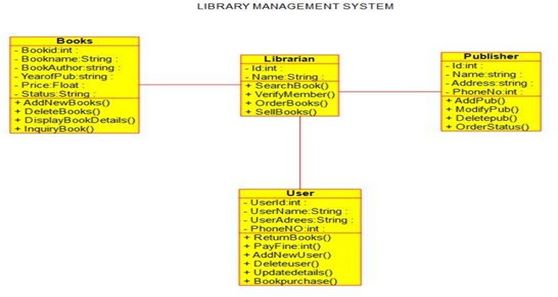 LIBRARY MANAGEMENT SYSTEM
Books
- Bookid:int :
- Bookname:String :
- BookAuthor:string :
- YearofPub:string :
- Price:Float :
- Status:String :
+ AddNewBooks()
+ DeleteBooks()
+ DisplayBookDetails()
+ InquiryBook()
Librarian
- Id:int :
- Name:String :
+ SearchBook()
+ VerifyMember()
+ OrderBooks()
+ SellBooks()
Publisher
- Id:int :
- Name:string :
- Address:string :
- PhoneNo:int :
+ AddPub()
+ ModifyPub()
+ Deletepub()
+ OrderStatus()
User
- UserId:int :
- UserName:String :
- UserAdrees:String :
- PhoneNO:int :
+ ReturnBooks()
+ PayFine:int()
+ AddNewUser()
+ Deleteuser()
+ Updatedetails()
+ Bookpurchase()